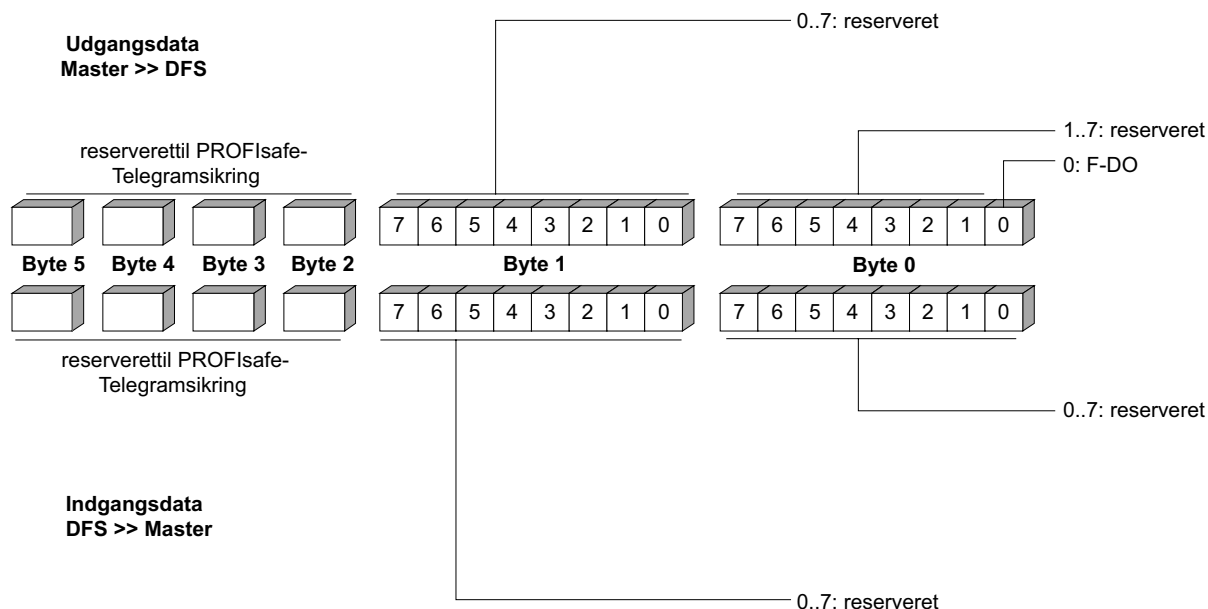 0..7: reserveret
Udgangsdata
Master >> DFS
1..7: reserveret
reserverettil PROFIsafe-
Telegramsikring
0: F-DO
7 6 5 4 3 2 1 0 7 6 5 4 3 2 1 0
Byte 5 Byte 4 Byte 3 Byte 2 Byte 1 Byte 0
7 6 5 4 3 2 1 0 7 6 5 4 3 2 1 0
reserverettil PROFIsafe-
Telegramsikring
0..7: reserveret
Indgangsdata
DFS >> Master
0..7: reserveret